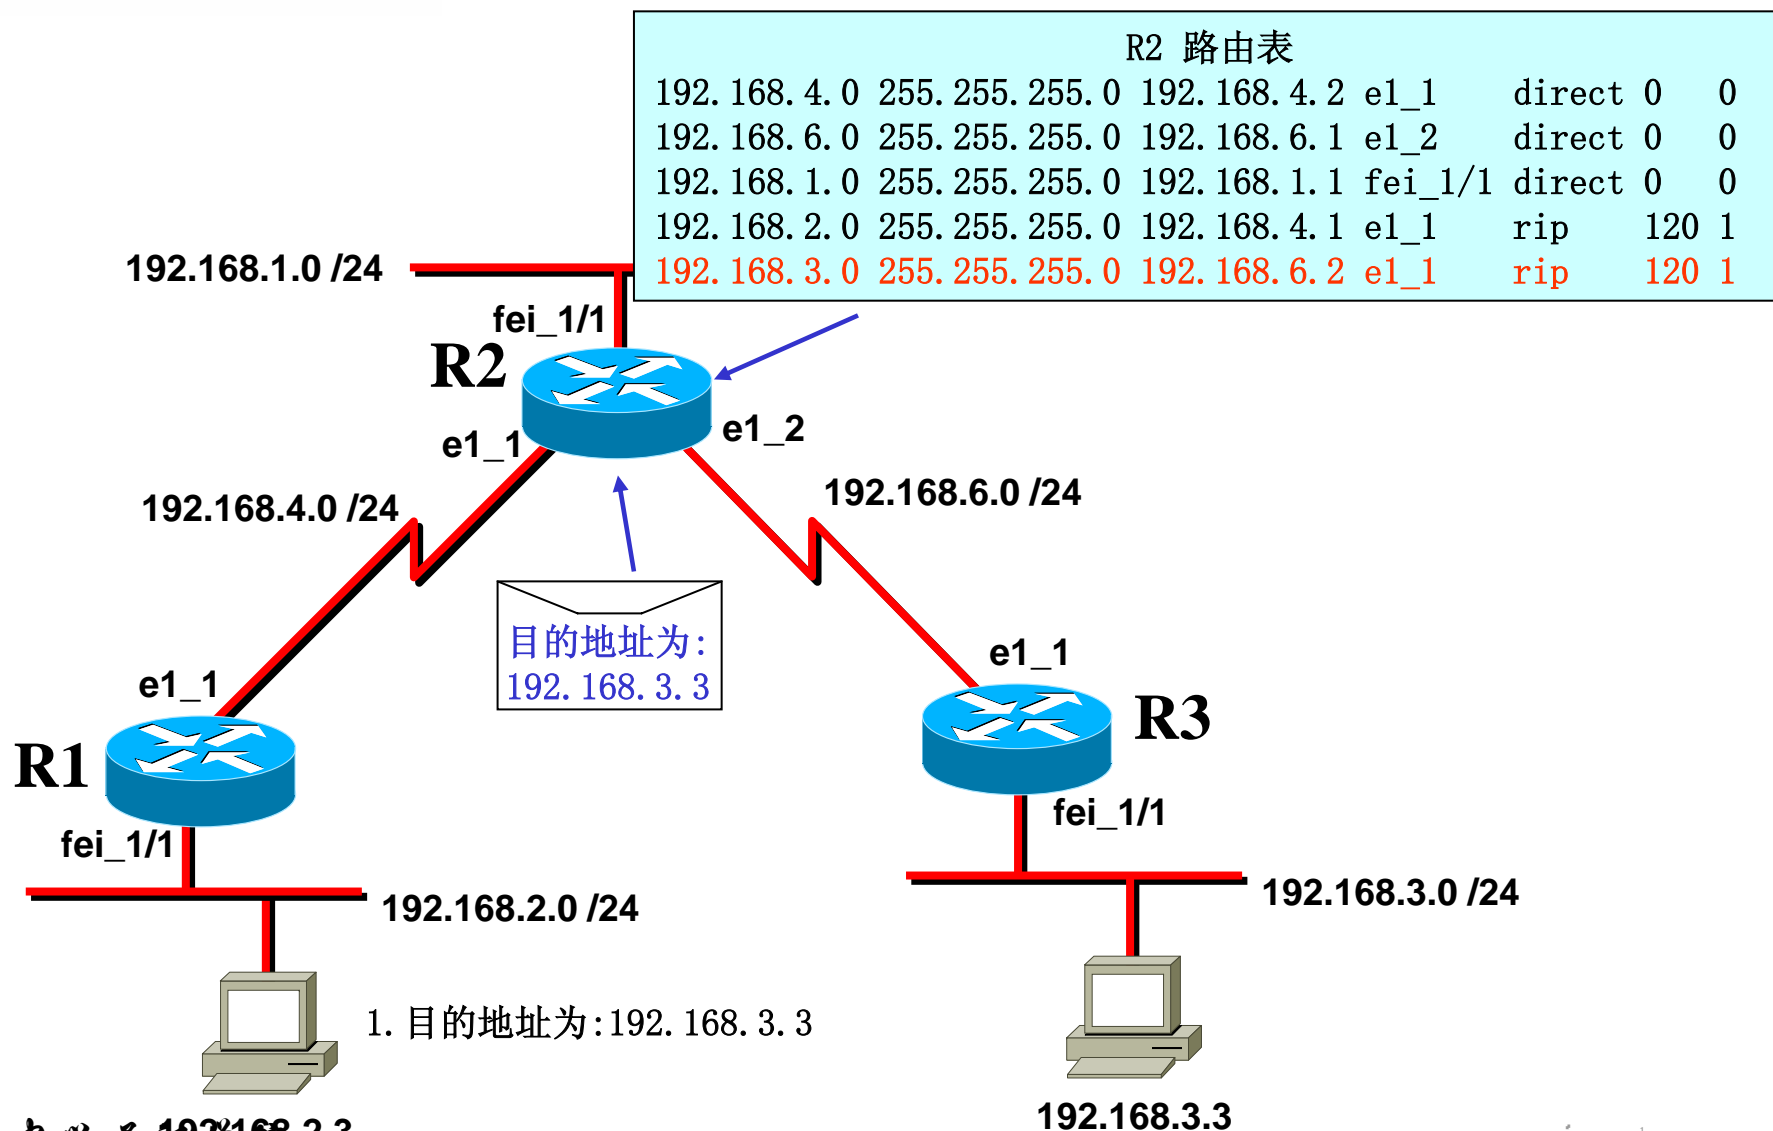 R2 路由表
192.168.4.0 255.255.255.0 192.168.4.2 e1_1 direct 0 0
192.168.6.0 255.255.255.0 192.168.6.1 e1_2 direct 0 0
192.168.1.0 255.255.255.0 192.168.1.1 fei_1/1 direct 0 0
192.168.2.0 255.255.255.0 192.168.4.1 e1_1 rip 120 1
192.168.3.0 255.255.255.0 192.168.6.2 e1_1 rip 120 1
192.168.1.0 /24
fei_1/1
R2
e1_1
e1_2
192.168.4.0 /24
192.168.6.0 /24
目的地址为:
192.168.3.3
e1_1
e1_1
R1
R3
fei_1/1
fei_1/1
192.168.2.0 /24
192.168.3.0 /24
1.目的地址为:192.168.3.3
192.168.2.3
192.168.3.3